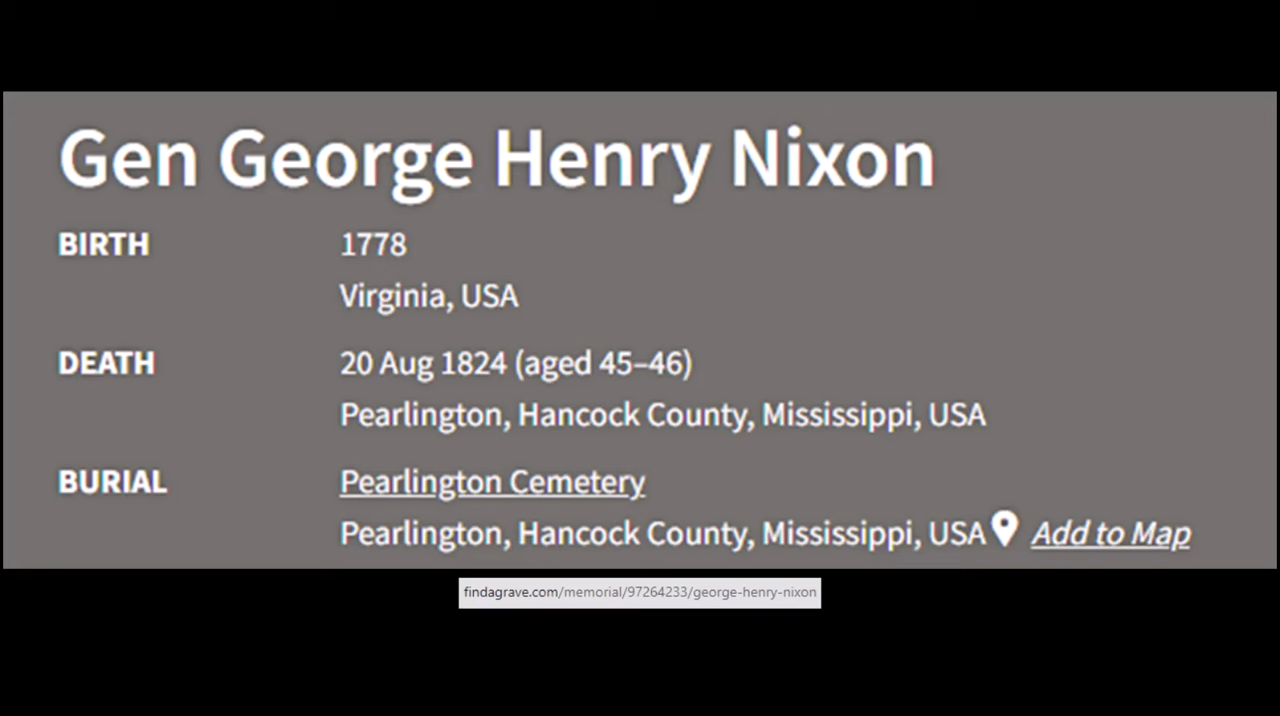 Gen George Henry Nixon
BIRTH 1778
Virginia, USA
DEATH 20 Aug 1824 (aged 45–46)
Pearlington, Hancock County, Mississippi, USA
BURIAL Pearlington Cemetery
Pearlington, Hancock County, Mississippi, USA Add to Map
findagrave.com/memorial/97264233/george-henry-nixon